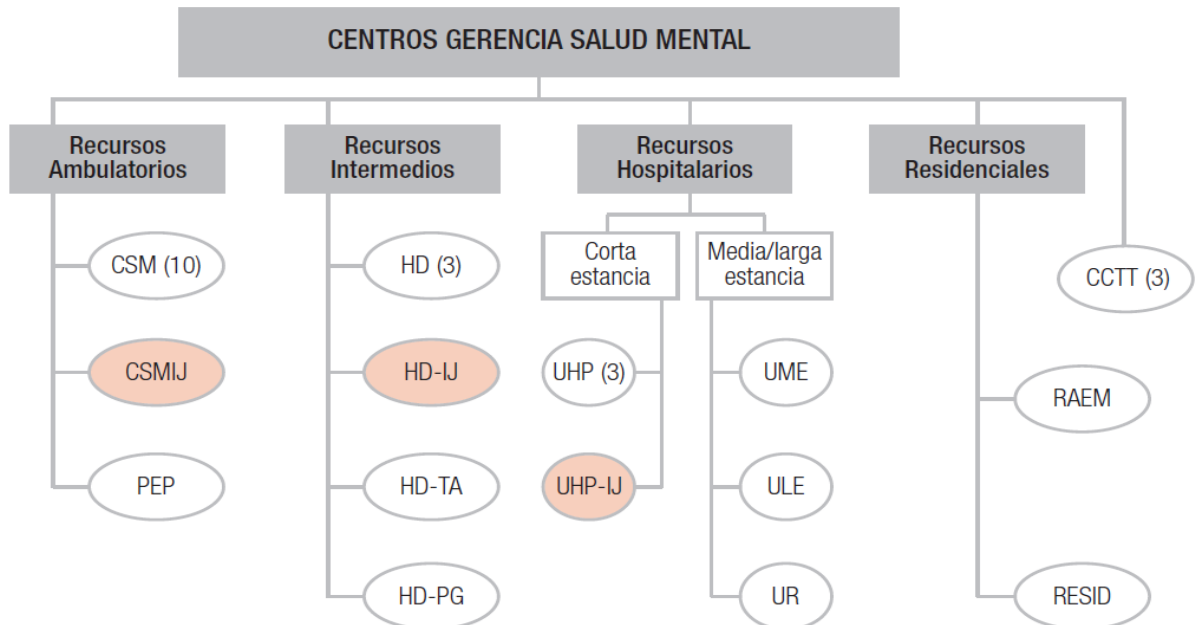 CENTROS GERENCIA SALUD MENTAL
Recursos
Ambulatorios
CSM (10)
CSMIJ
PEP
Recursos
Intermedios
HD (3)
HD-IJ
HD-TA
HD-PG
Recursos
Hospitalarios
Corta
estancia
UHP (3)
UHP-IJ
Media/larga
estancia
UME
ULE
UR
Recursos
Residenciales
RAEM
RESID
CCTT (3)